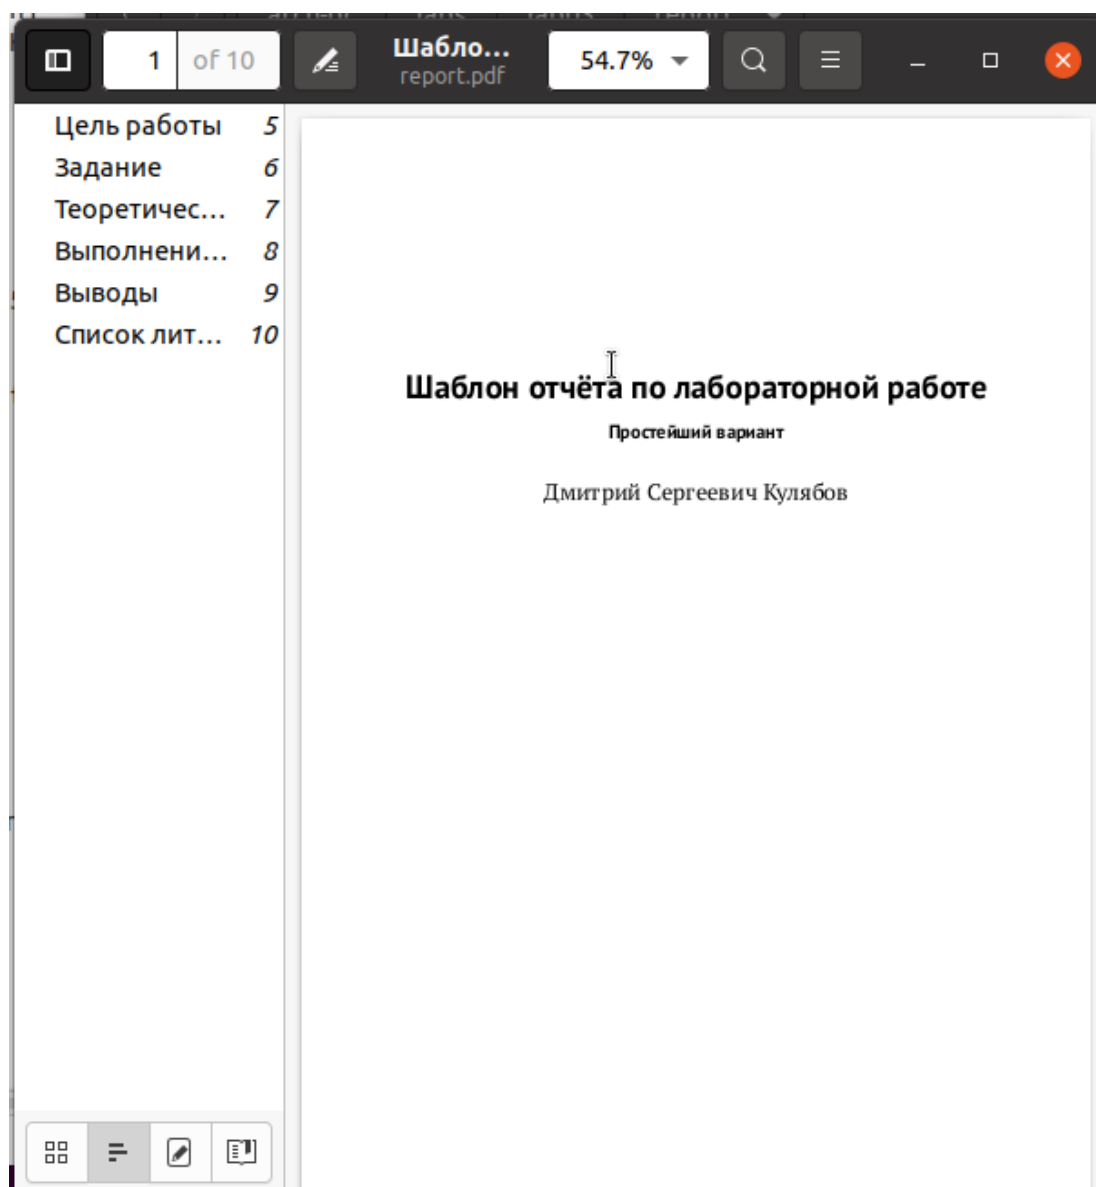 1 of 10 Шабло... 54.7%
report.pdf
Цель работы 5
Задание 6
Теоретичес... 7
Выполнени... 8
Выводы 9
Список лит... 10
Шаблон отчёта по лабораторной работе
Простейший вариант
Дмитрий Сергеевич Кулябов